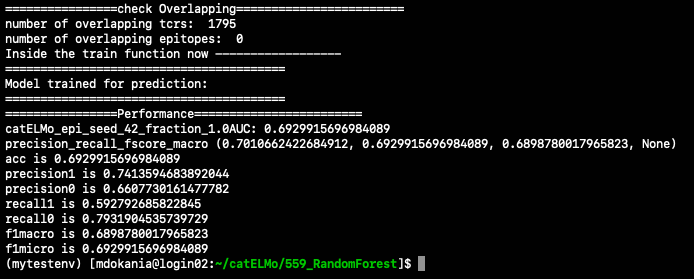 ================check Overlapping========================
number of overlapping tcrs:  1795
number of overlapping epitopes:  0
Inside the train function now ------------------
========================================
Model trained for prediction:
========================================
================Performance========================
catELMo_epi_seed_42_fraction_1.0AUC: 0.6929915696984089
precision_recall_fscore_macro (0.7010662422684912, 0.6929915696984089, 0.6898780017965823, None)
acc is 0.6929915696984089
precision1 is 0.7413594683892044
precision0 is 0.6607730161477782
recall1 is 0.592792685822845
recall0 is 0.7931904535739729
f1macro is 0.6898780017965823
f1micro is 0.6929915696984089
(mytestenv) [mdokania@login02:~/catELMo/559_RandomForest]$